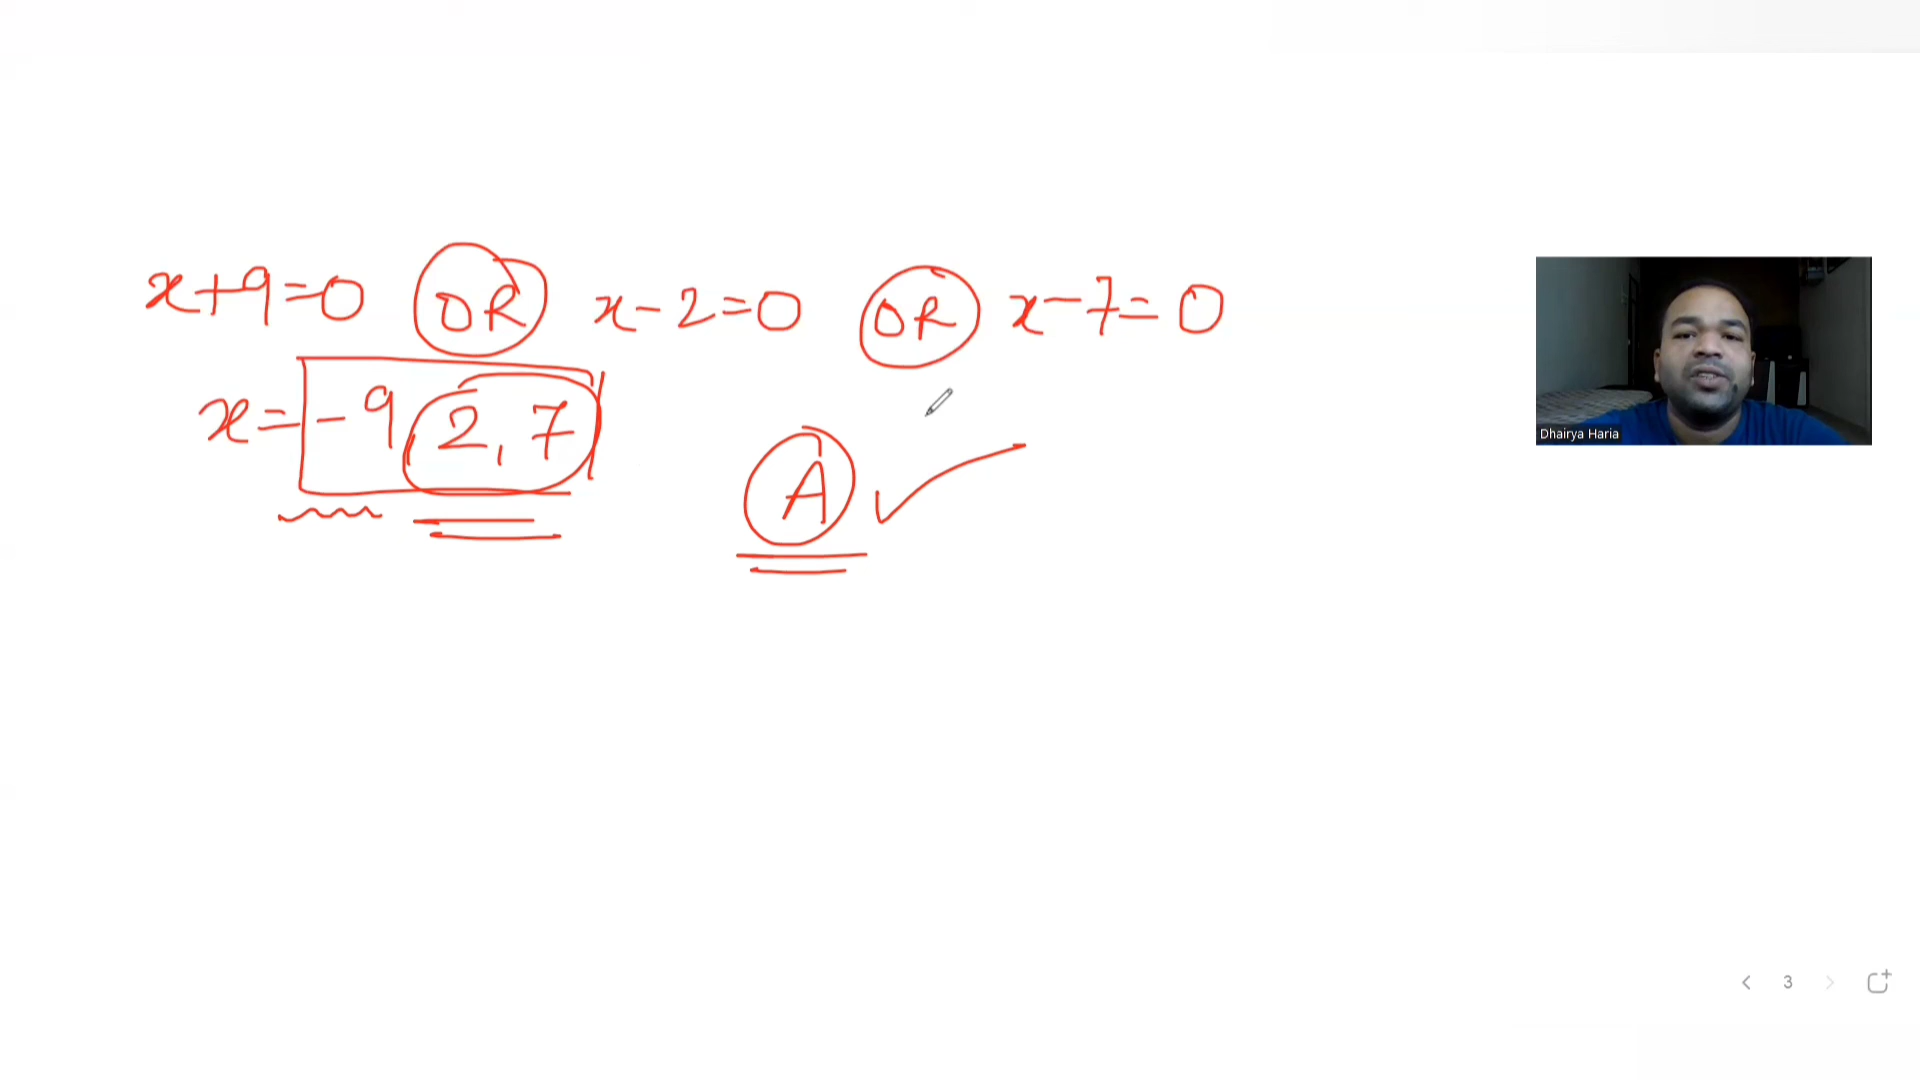 x+9=0 OR x-2=0 OR x-7=0
x= -9 2, 7
A
Dhairya Haria
3